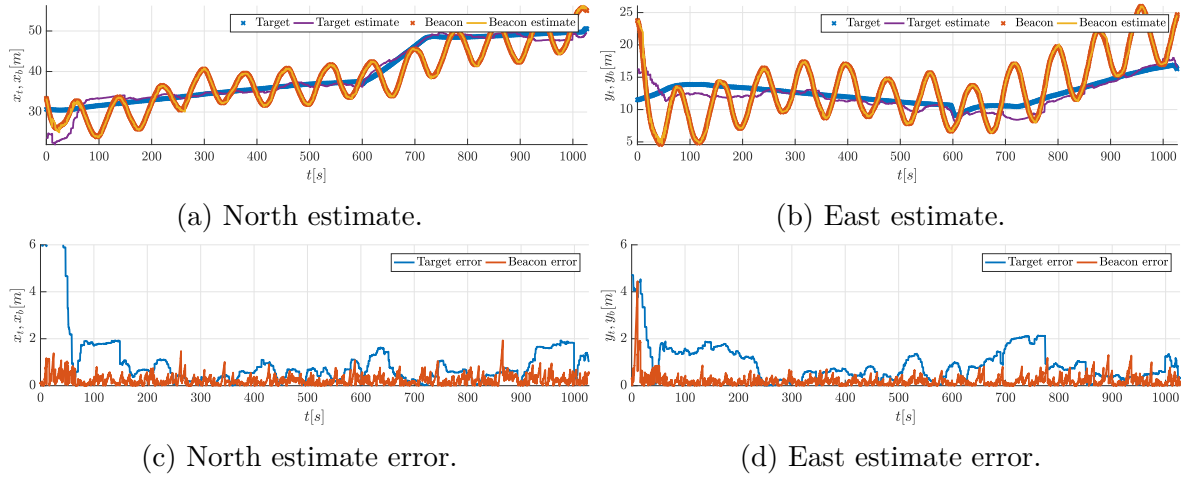 Target Target estimate Beacon Beacon estimate
50
40
30
x_t, x_b[m]
0 100 200 300 400 500 600 700 800 900 1000
t[s]
(a) North estimate.
Target Target estimate Beacon Beacon estimate
25
20
15
10
5
y_t, y_b[m]
0 100 200 300 400 500 600 700 800 900 1000
t[s]
(b) East estimate.
Target error Beacon error
6
4
2
0
x_t, x_b[m]
0 100 200 300 400 500 600 700 800 900 1000
t[s]
(c) North estimate error.
Target error Beacon error
6
4
2
0
y_t, y_b[m]
0 100 200 300 400 500 600 700 800 900 1000
t[s]
(d) East estimate error.